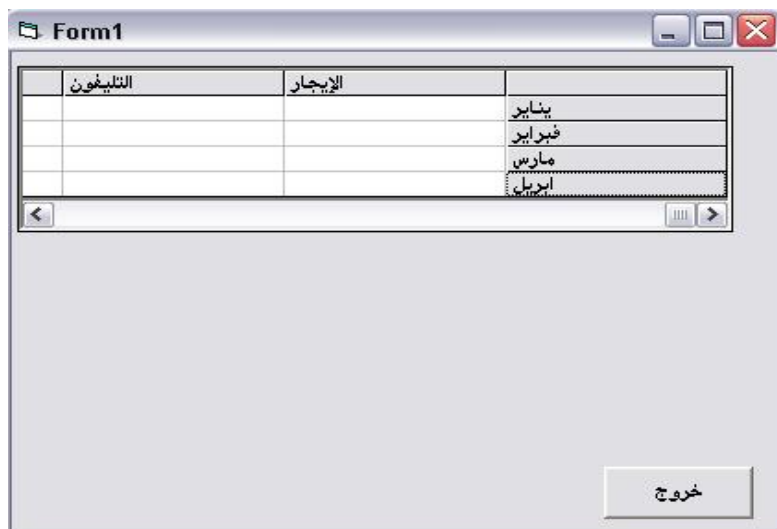 Form1
الإيجار التليفون
يناير
فبراير
مارس
ابريل
خروج